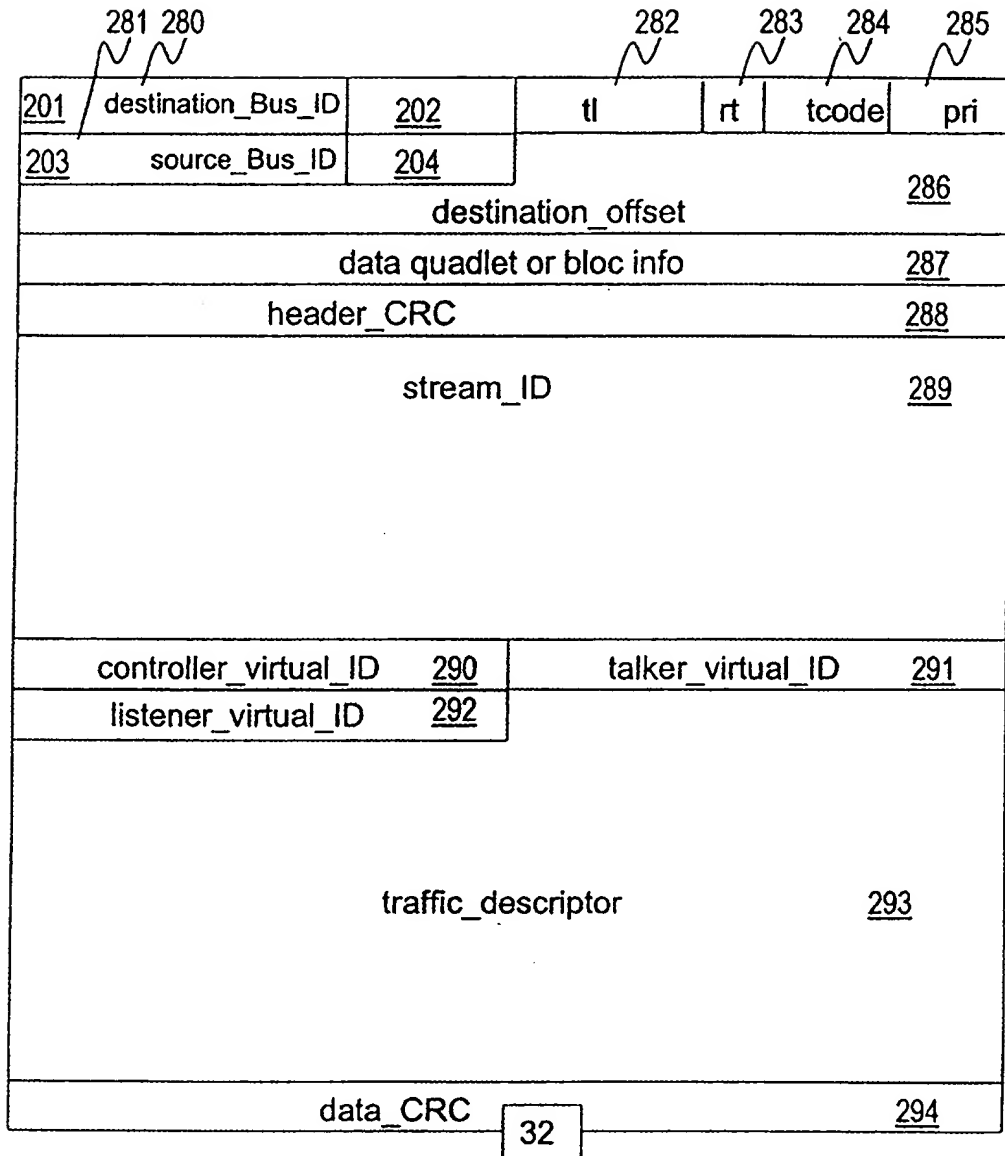 281 280 282 283 284 285
201 destination_Bus_ID 202 tl rt tcode pri
203 source_Bus_ID 204
286
destination_offset
data quadlet or bloc info 287
header_CRC 288
stream_ID 289
controller_virtual_ID 290 talker_virtual_ID 291
listener_virtual_ID 292
traffic_descriptor 293
data_CRC 294
32